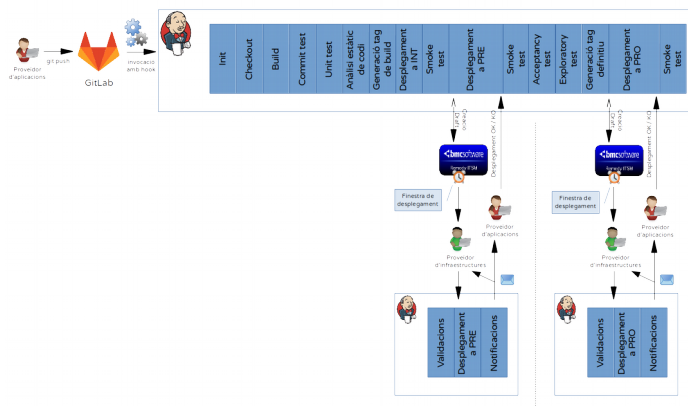 Proveïdor
d'aplicacions
git push
GitLab
invocació
amb hook
Init
Checkout
Build
Commit test
Unit test
Anàlisi estàtic
de codi
Generació tag
de build
Desplegament
a INT
Smoke
test
Desplegament
a PRE
Smoke
test
Acceptancy
test
Exploratory
test
Generació tag
definitiu
Desplegament
a PRO
Smoke
test
Creació
Draft
Desplegament OK / KO
Creació
Draft
Desplegament OK / KO
bmcsoftware
Remedy ITSM
bmcsoftware
Remedy ITSM
Finestra de
desplegament
Finestra de
desplegament
Proveïdor
d'aplicacions
Proveïdor
d'aplicacions
Proveïdor
d'infraestructures
Proveïdor
d'infraestructures
Validacions
Desplegament
a PRE
Notificacions
Validacions
Desplegament
a PRO
Notificacions